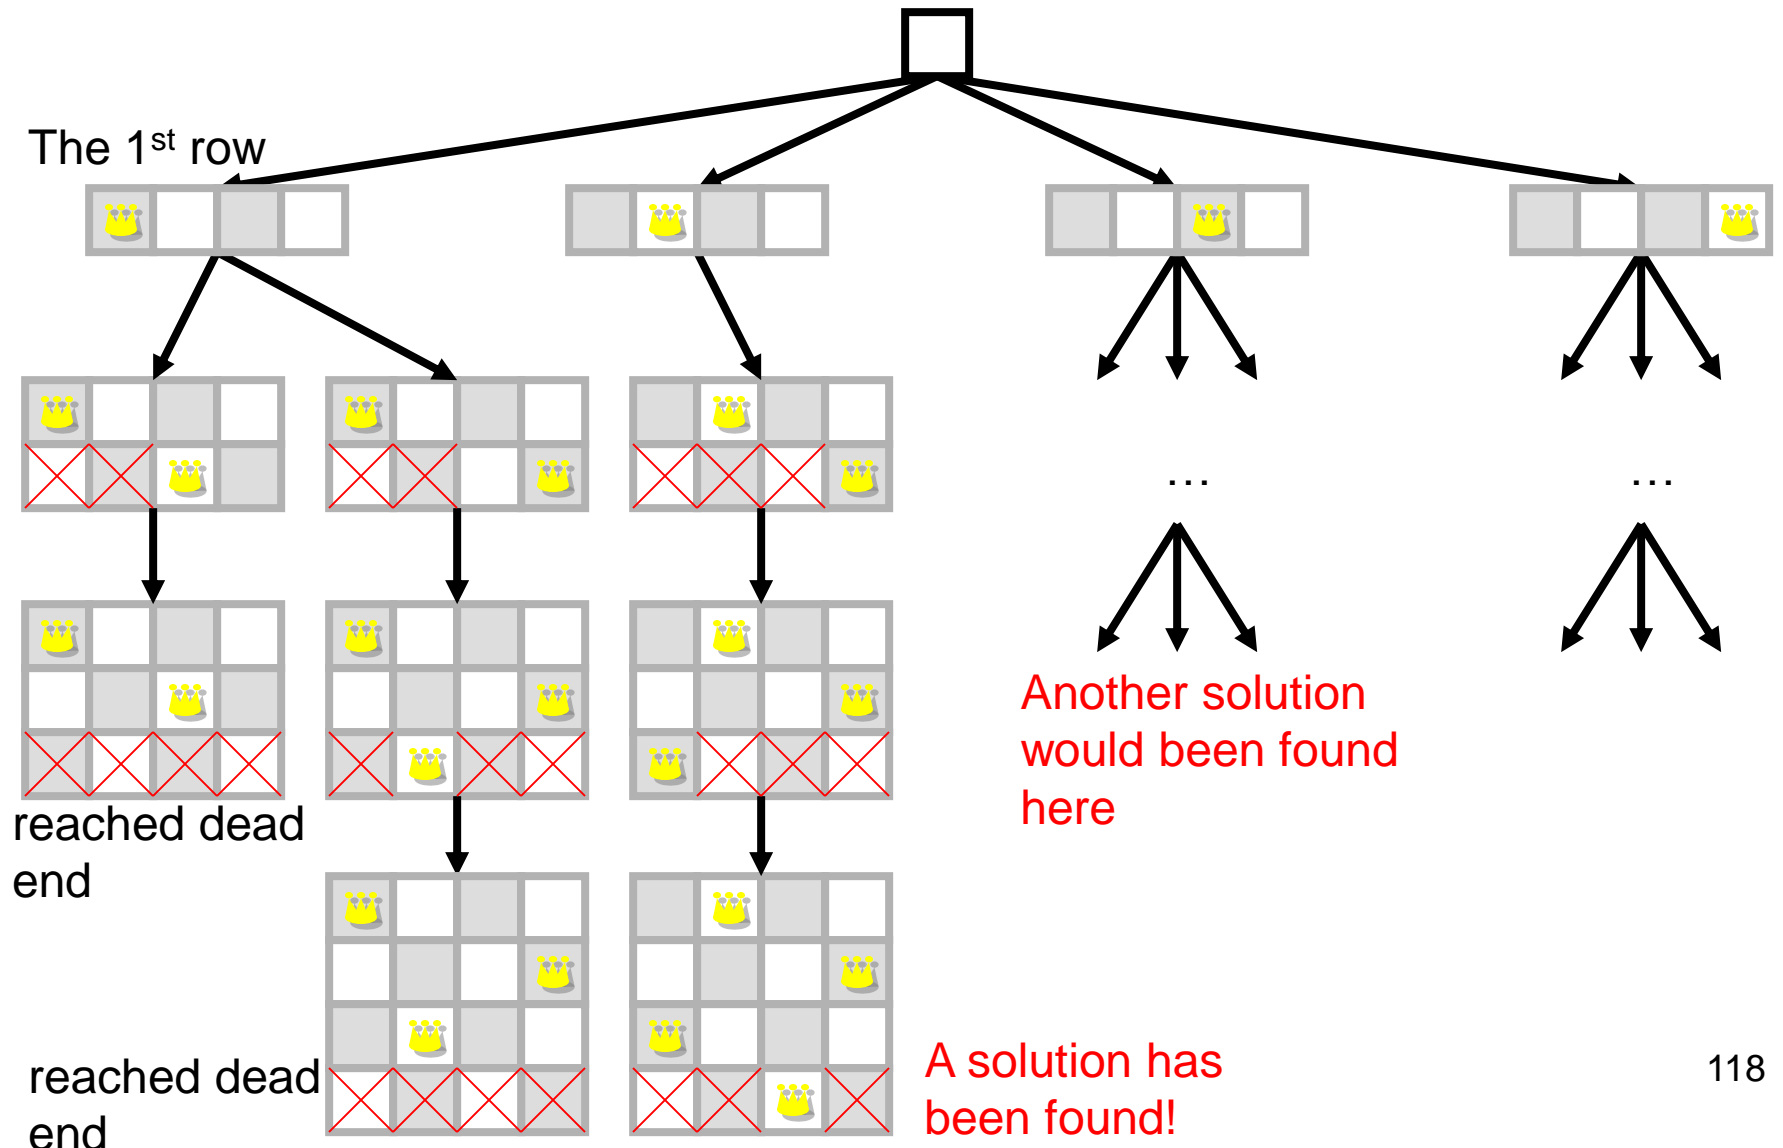 The 1st row
…
…
Another solution
would been found
here
reached dead
end
A solution has
been found!
reached dead
end
118